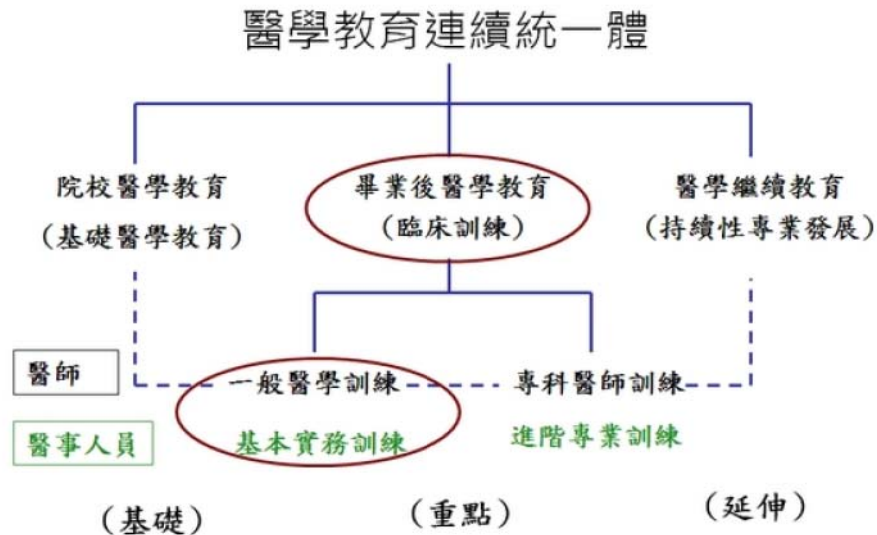 醫學教育連續統一體
院校醫學教育
(基礎醫學教育)
畢業後醫學教育
(臨床訓練)
醫學繼續教育
(持續性專業發展)
醫師
一般醫學訓練
專科醫師訓練
醫事人員
基本實務訓練
進階專業訓練
(基礎)
(重點)
(延伸)